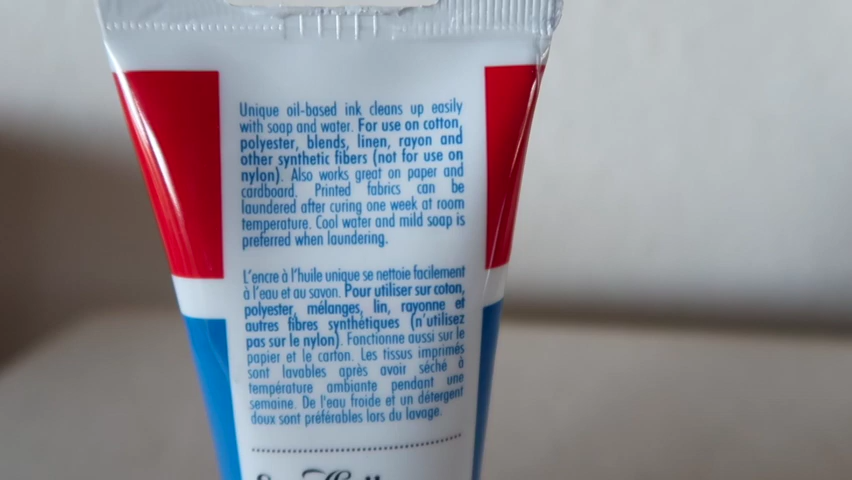 Unique oil-based ink cleans up easily
with soap and water. For use on cotton,
polyester, blends, linen, rayon and
other synthetic fibers (not for use on
nylon). Also works great on paper and
cardboard. Printed fabrics can be
laundered after curing one week at room
temperature. Cool water and mild soap is
preferred when laundering.
L'encre à l'huile unique se nettoie facilement
à l'eau et au savon. Pour utiliser sur coton,
polyester, mélanges, lin, rayonne et
autres fibres synthétiques (n'utilisez
pas sur le nylon). Fonctionne aussi sur le
papier et le carton. Les tissus imprimés
sont lavables après avoir séché à
température ambiante pendant une
semaine. De l'eau froide et un détergent
doux sont préférables lors du lavage.